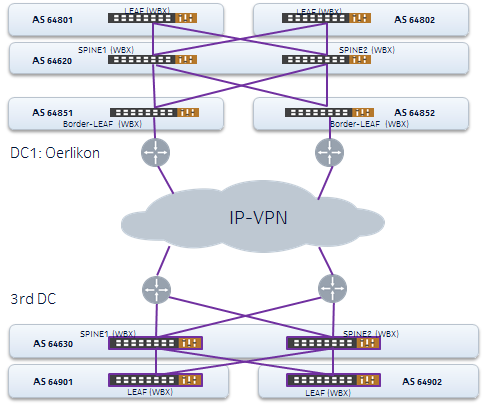 LEAF (WBX)
LEAF (WBX)
AS 64801
AS 64802
SPINE1 (WBX)
SPINE2 (WBX)
AS 64620
AS 64851
AS 64852
Border-LEAF (WBX)
Border-LEAF (WBX)
DC1: Oerlikon
IP-VPN
3rd DC
SPINE1 (WBX)
SPINE2 (WBX)
AS 64630
AS 64901
AS 64902
LEAF (WBX)
LEAF (WBX)